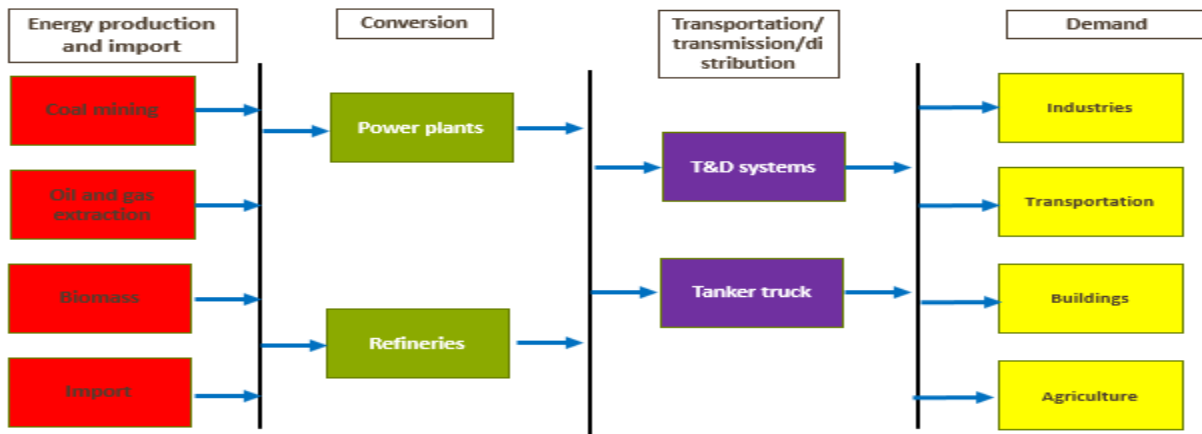 Energy production
and import
Conversion
Transportation/
transmission/di
stribution
Demand
Coal mining
Oil and gas
extraction
Biomass
Import
Power plants
Refineries
T&D systems
Tanker truck
Industries
Transportation
Buildings
Agriculture